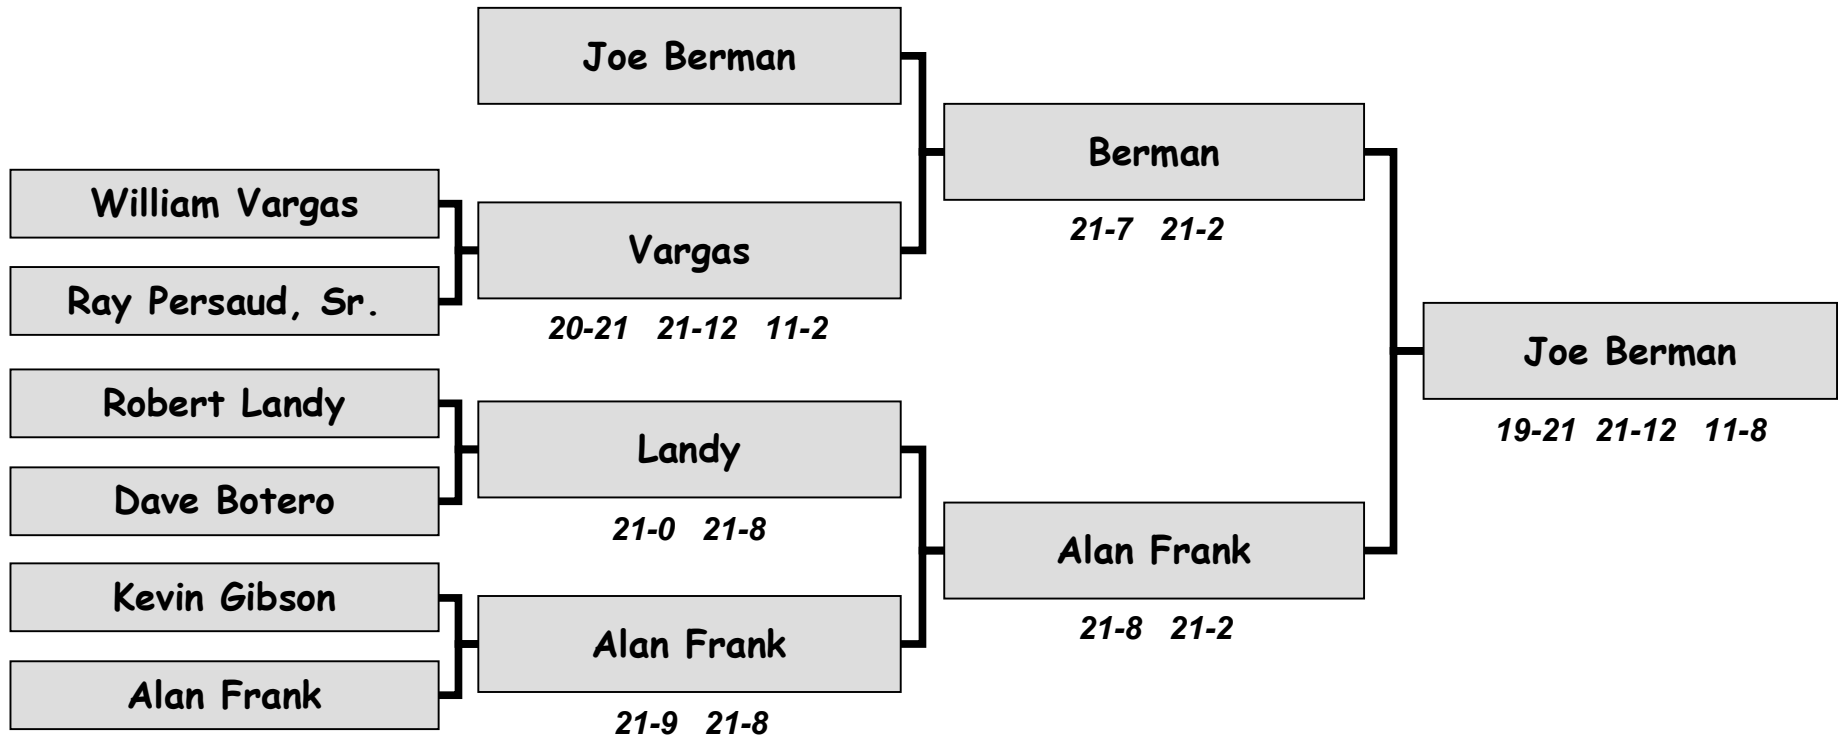 Joe Berman
Berman
William Vargas
21-7 21-2
Vargas
Ray Persaud, Sr.
20-21 21-12 11-2
Joe Berman
Robert Landy
19-21 21-12 11-8
Landy
Dave Botero
21-0 21-8
Alan Frank
Kevin Gibson
21-8 21-2
Alan Frank
Alan Frank
21-9 21-8